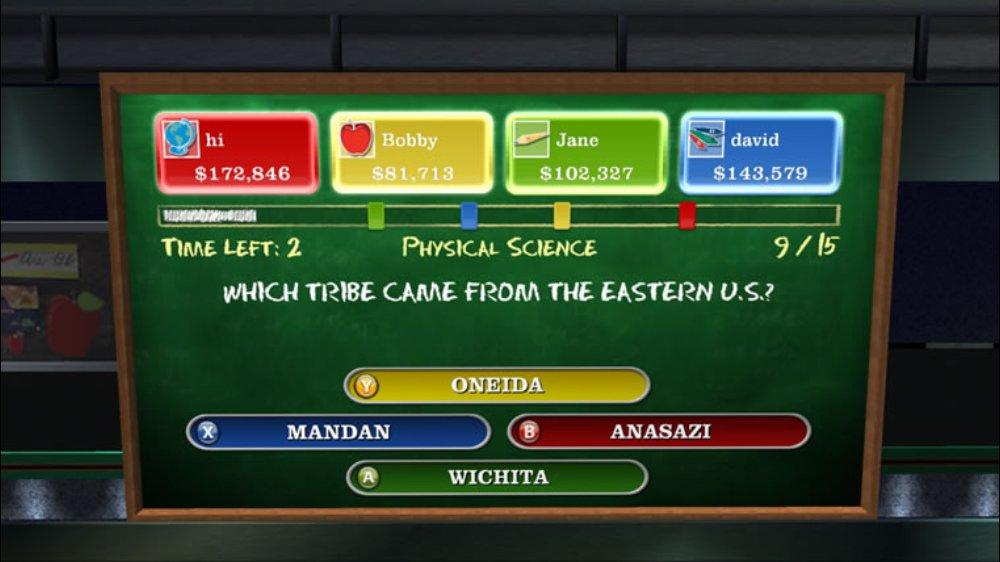 hi
$172,846
Bobby
$81,713
Jane
$102,327
david
$143,579
TIME LEFT: 2
PHYSICAL SCIENCE
9 / 15
WHICH TRIBE CAME FROM THE EASTERN U.S.?
Y ONEIDA
X MANDAN
B ANASAZI
A WICHITA